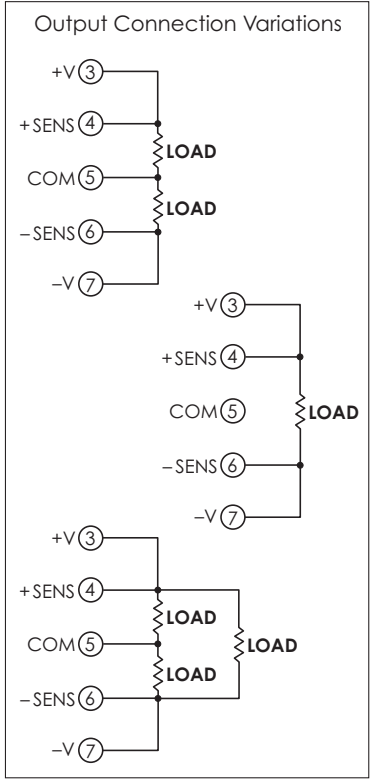 Output Connection Variations
+V 3
+SENS 4
LOAD
COM 5
LOAD
–SENS 6
–V 7
+V 3
+SENS 4
COM 5
LOAD
–SENS 6
–V 7
+V 3
+SENS 4
LOAD
COM 5
LOAD
LOAD
–SENS 6
–V 7